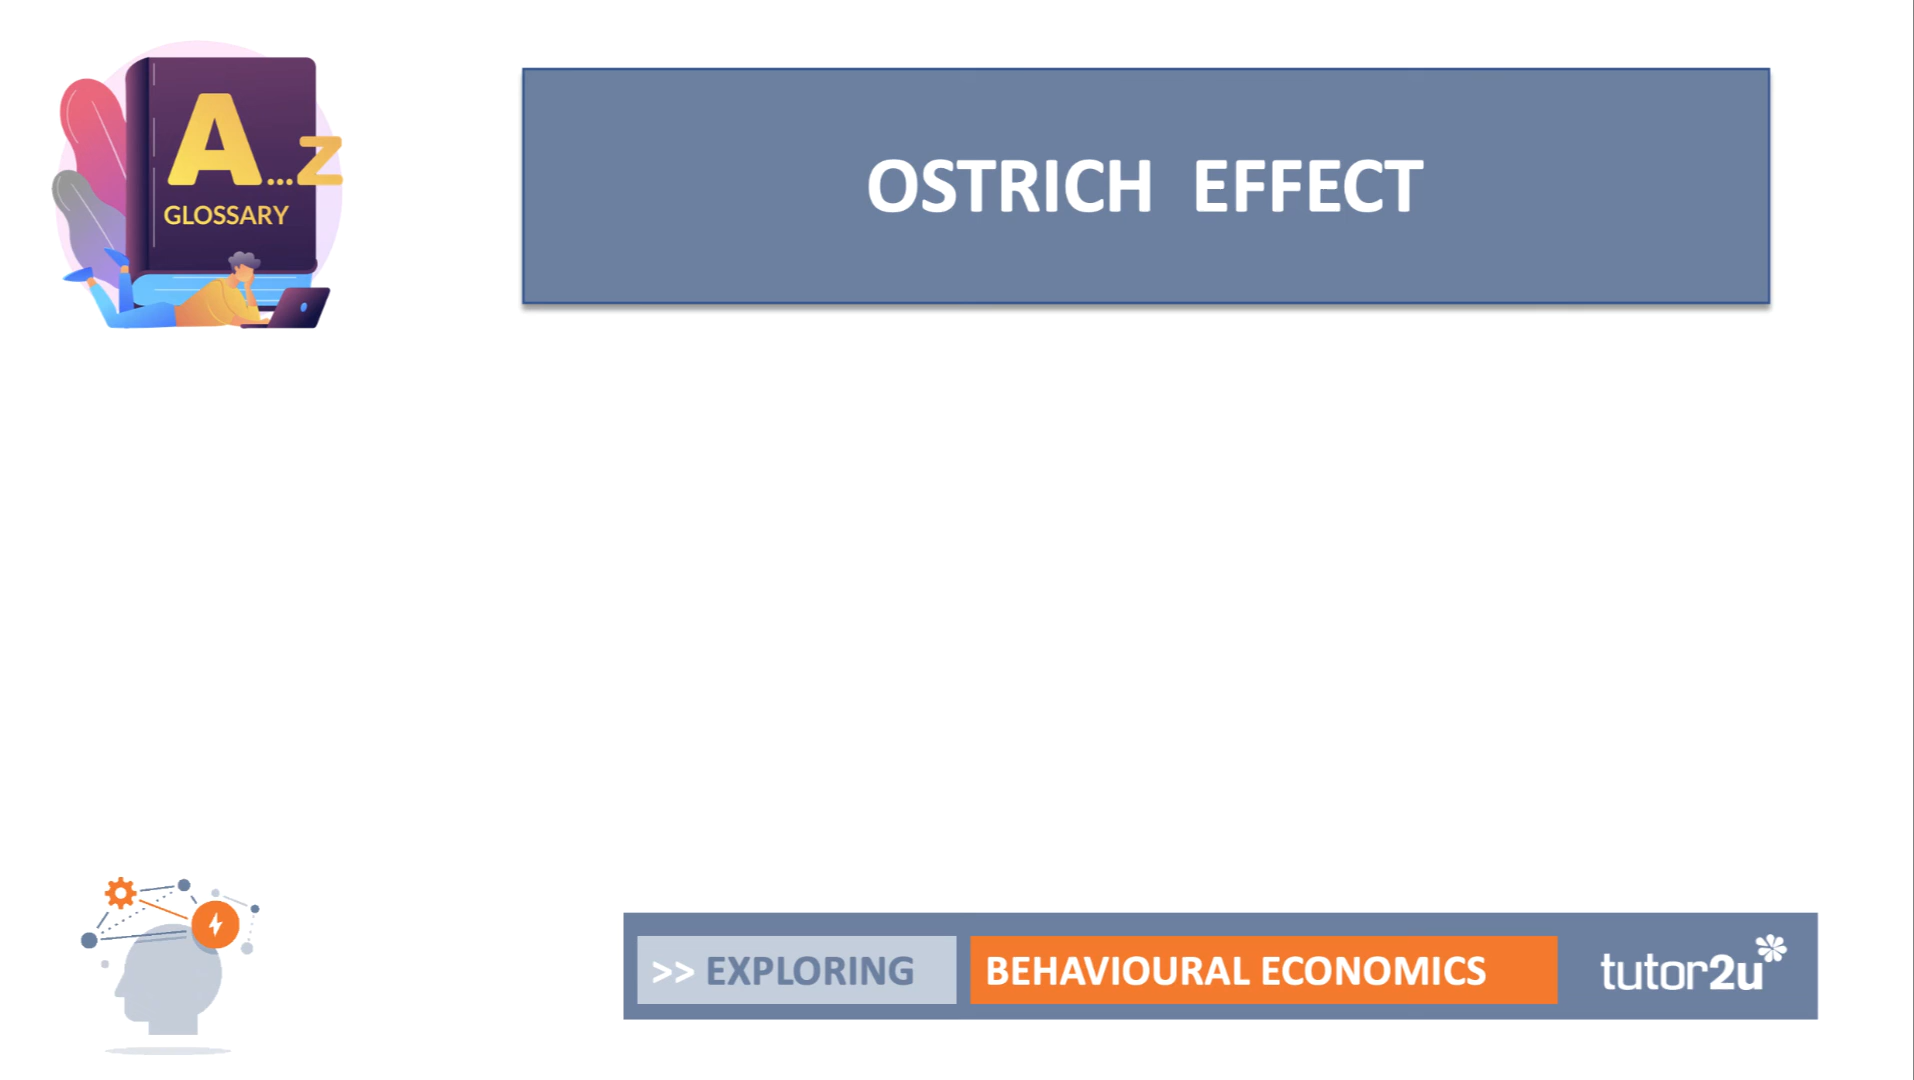 A...Z
GLOSSARY
OSTRICH EFFECT
>> EXPLORING
BEHAVIOURAL ECONOMICS
tutor2u